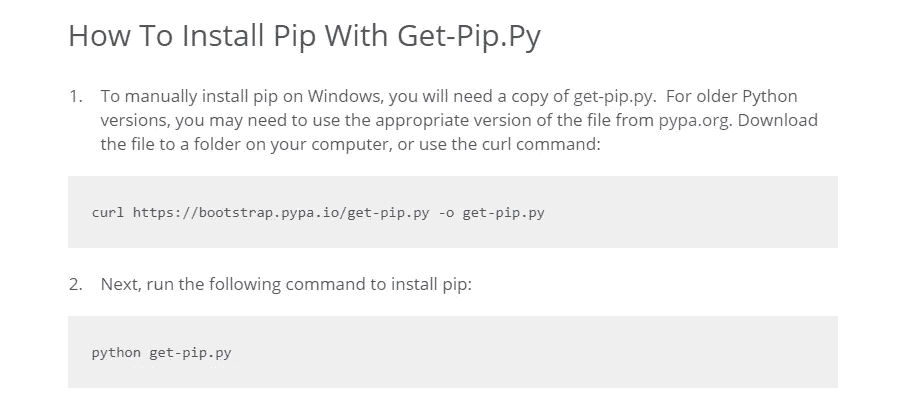 How To Install Pip With Get-Pip.Py
1. To manually install pip on Windows, you will need a copy of get-pip.py. For older Python
versions, you may need to use the appropriate version of the file from pypa.org. Download
the file to a folder on your computer, or use the curl command:
curl https://bootstrap.pypa.io/get-pip.py -o get-pip.py
2. Next, run the following command to install pip:
python get-pip.py